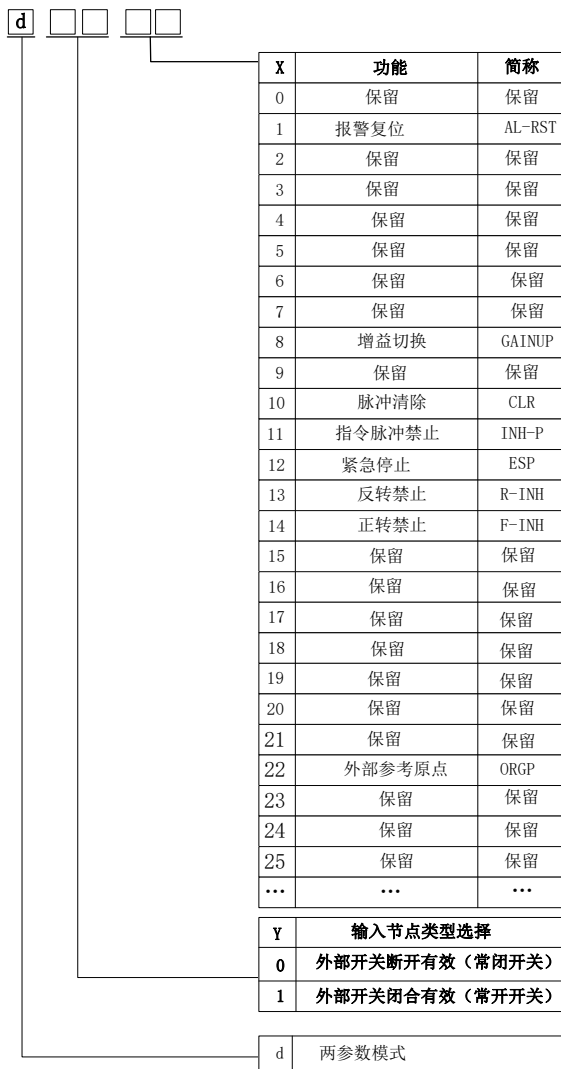 d
X 功能 简称
0 保留 保留
1 报警复位 AL-RST
2 保留 保留
3 保留 保留
4 保留 保留
5 保留 保留
6 保留 保留
7 保留 保留
8 增益切换 GAINUP
9 保留 保留
10 脉冲清除 CLR
11 指令脉冲禁止 INH-P
12 紧急停止 ESP
13 反转禁止 R-INH
14 正转禁止 F-INH
15 保留 保留
16 保留 保留
17 保留 保留
18 保留 保留
19 保留 保留
20 保留 保留
21 保留 保留
22 外部参考原点 ORGP
23 保留 保留
24 保留 保留
25 保留 保留
… … …
Y 输入节点类型选择
0 外部开关断开有效（常闭开关）
1 外部开关闭合有效（常开开关）
d 两参数模式